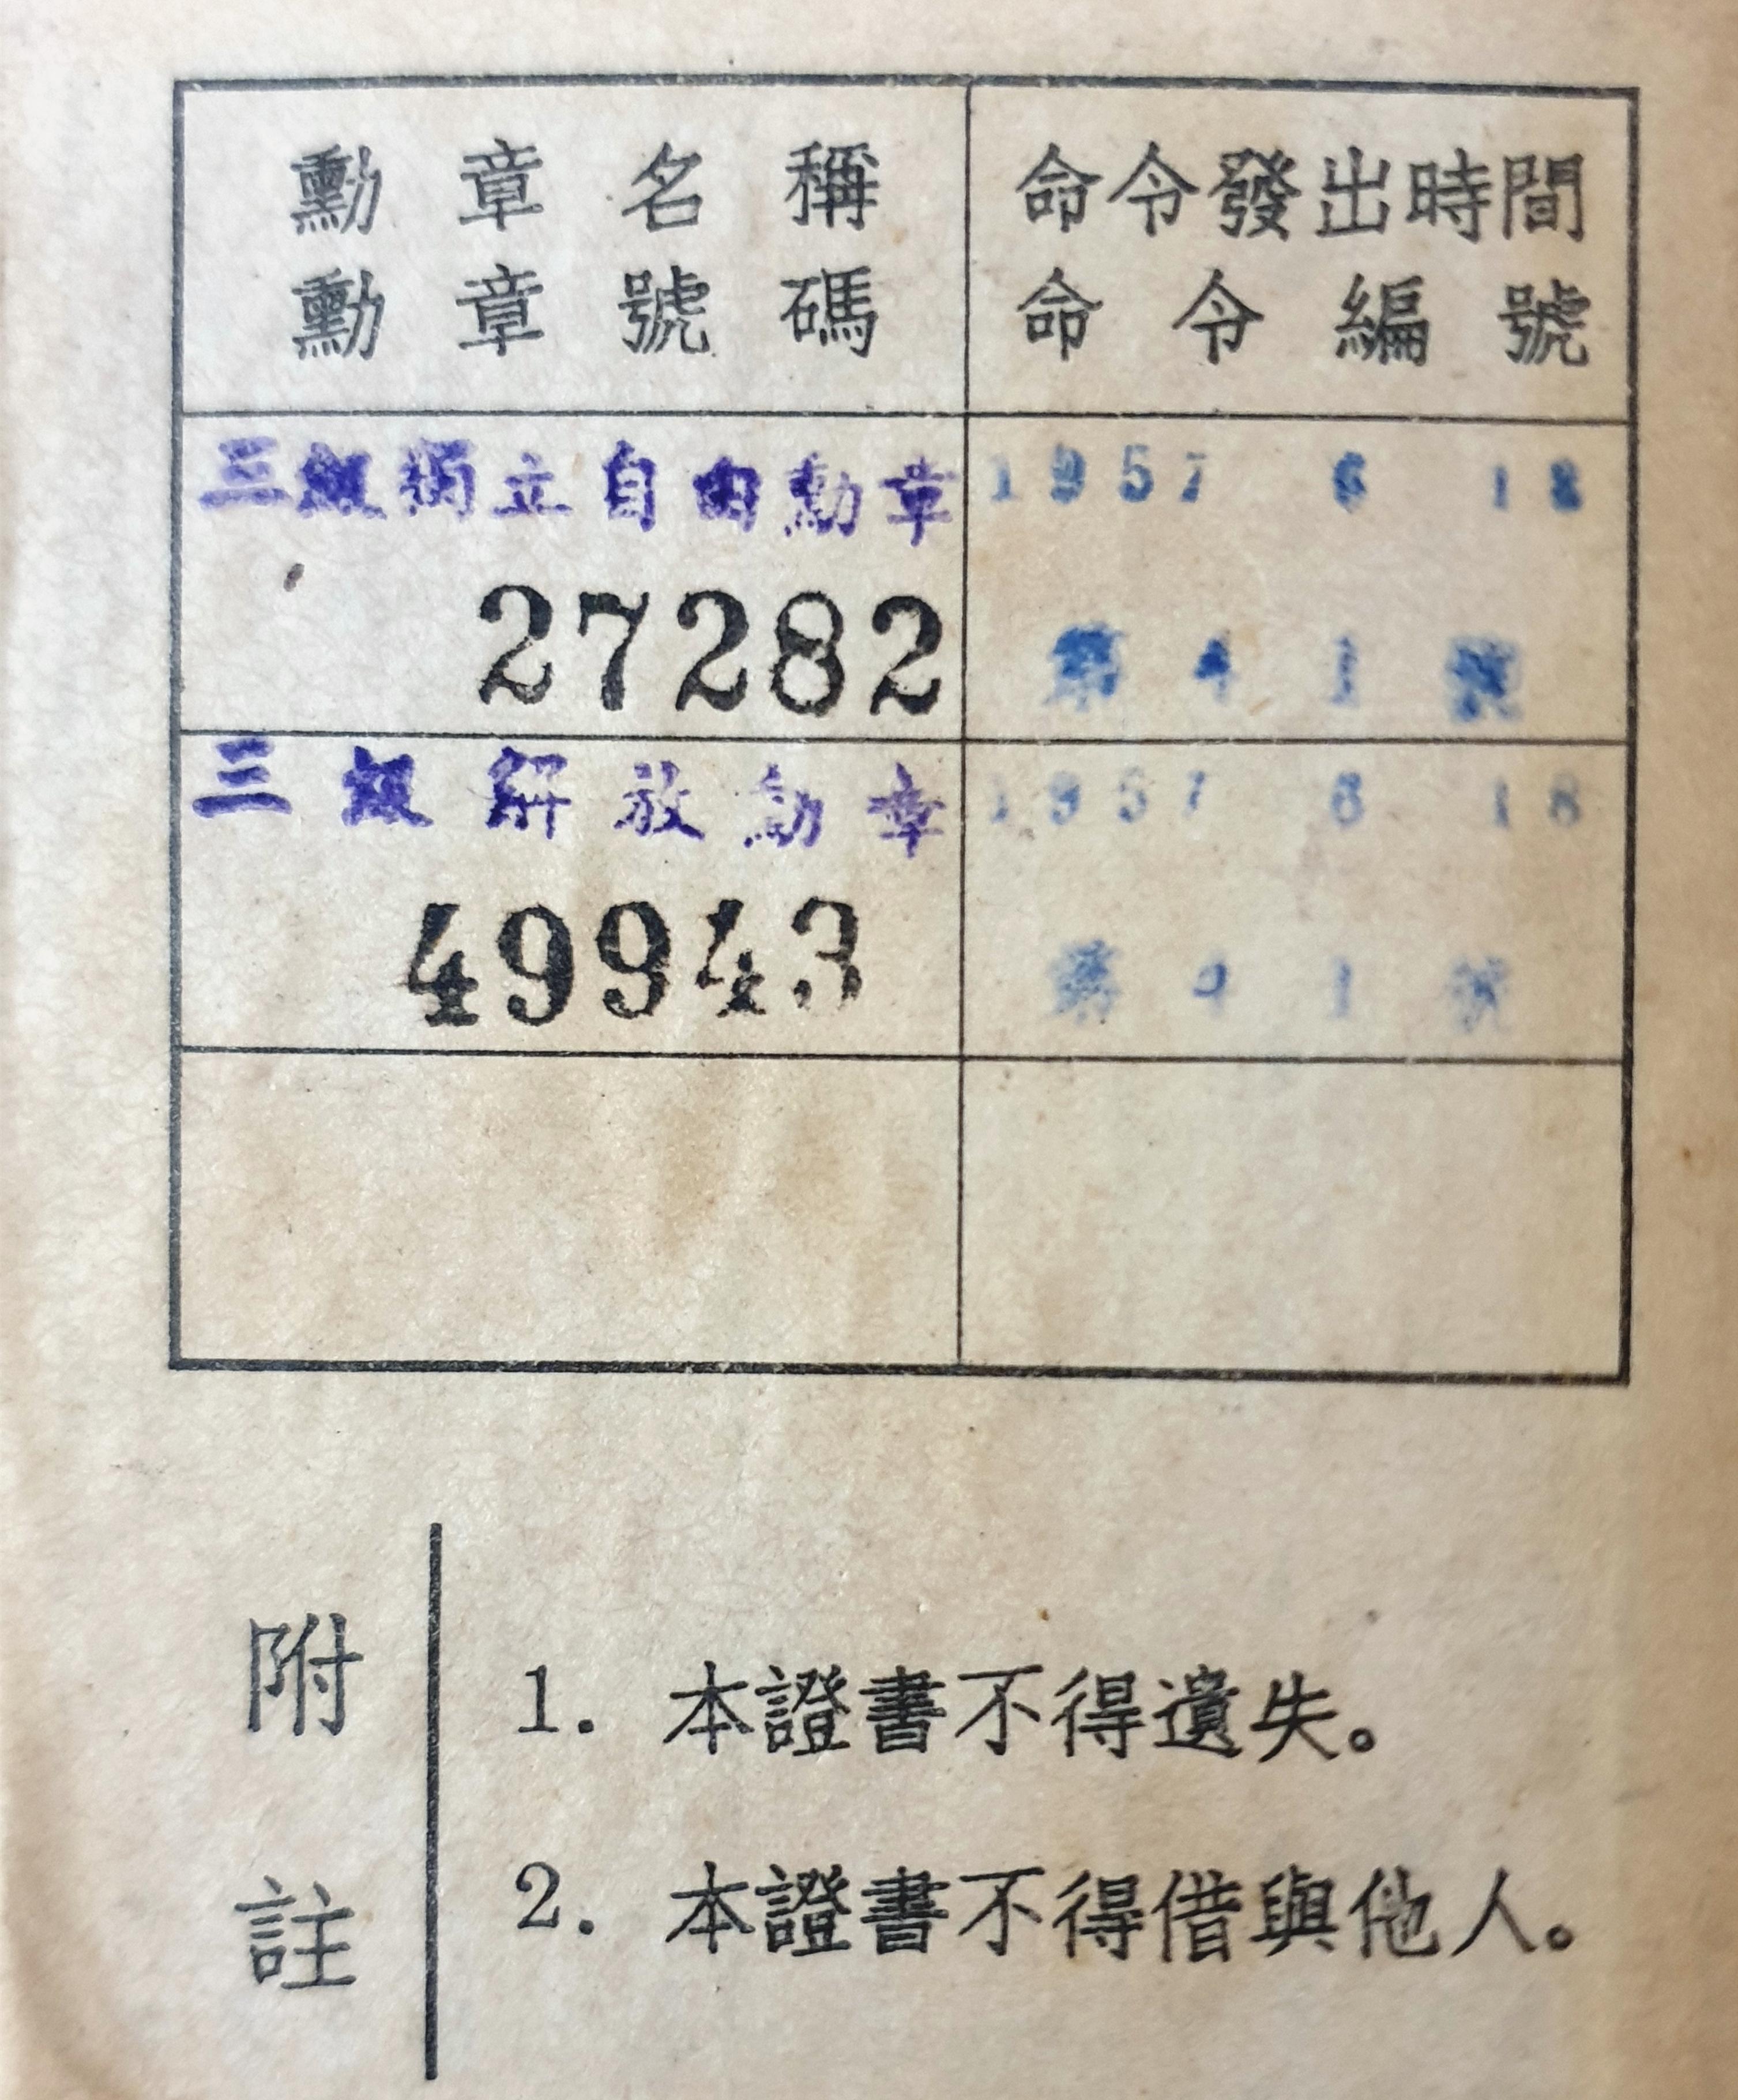 勳章名稱 命令發出時間
勳章號碼 命令編號
三級獨立自由勳章 1957 6 18
27282 第41號
三級解放勳章 1957 6 18
49943 第41號
附註
1. 本證書不得遺失。
2. 本證書不得借與他人。